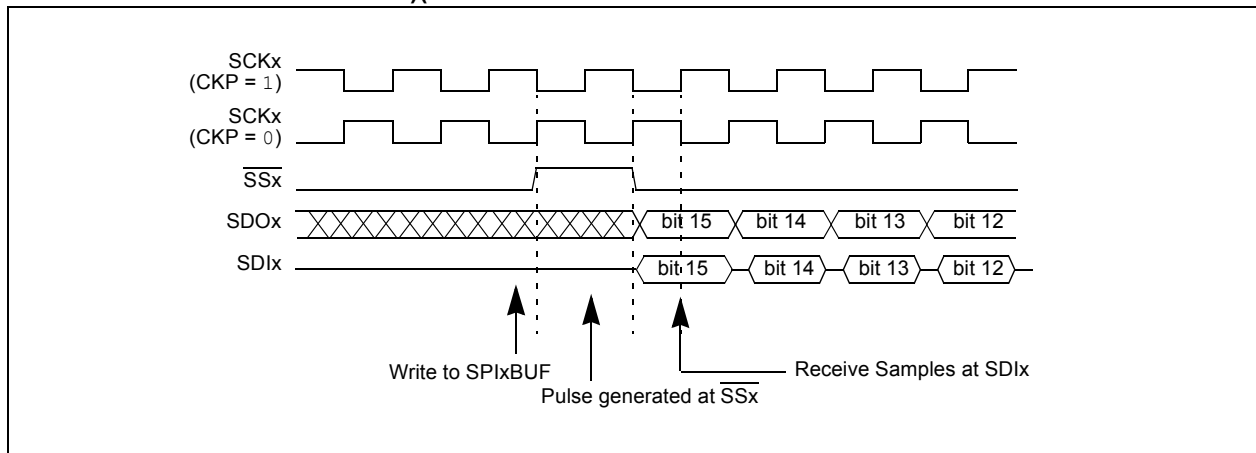 SCKx
(CKP = 1)
SCKx
(CKP = 0)
SSx
SDOx
bit 15 bit 14 bit 13 bit 12
SDIx
bit 15 bit 14 bit 13 bit 12
Write to SPIxBUF
Receive Samples at SDIx
Pulse generated at SSx